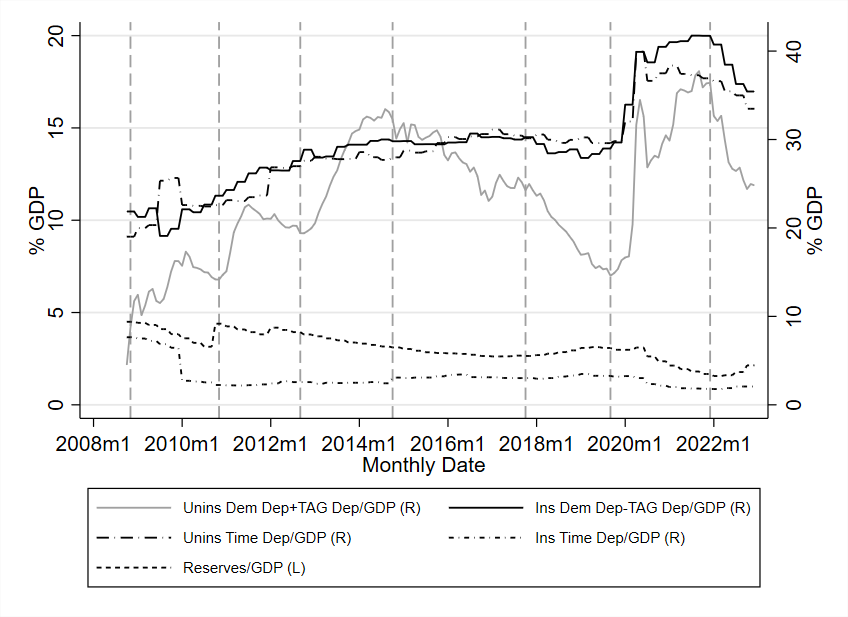 20
15
10
5
0
% GDP
40
30
20
10
0
% GDP
2008m1 2010m1 2012m1 2014m1 2016m1 2018m1 2020m1 2022m1
Monthly Date
Unins Dem Dep+TAG Dep/GDP (R) Ins Dem Dep-TAG Dep/GDP (R)
Unins Time Dep/GDP (R) Ins Time Dep/GDP (R)
Reserves/GDP (L)